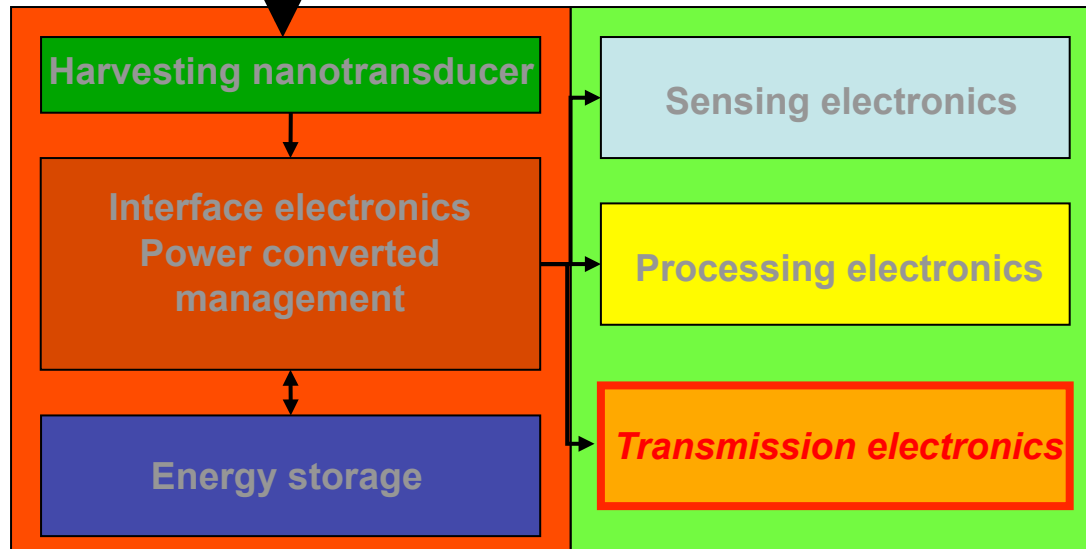 Harvesting nanotransducer
Interface electronics
Power converted
management
Energy storage
Sensing electronics
Processing electronics
Transmission electronics